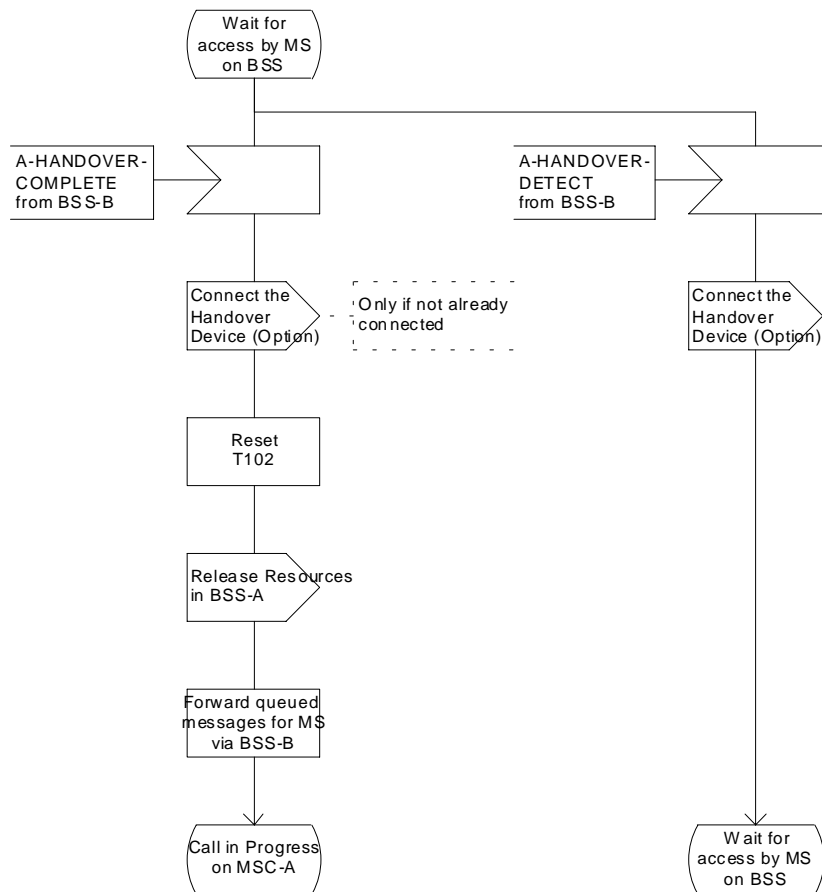 Wait for
access by MS
on BSS
A-HANDOVER-
COMPLETE
from BSS-B
A-HANDOVER-
DETECT
from BSS-B
Connect the
Handover
Device (Option)
Only if not already
connected
Connect the
Handover
Device (Option)
Reset
T102
Release Resources
in BSS-A
Forward queued
messages for MS
via BSS-B
Call in Progress
on MSC-A
Wait for
access by MS
on BSS